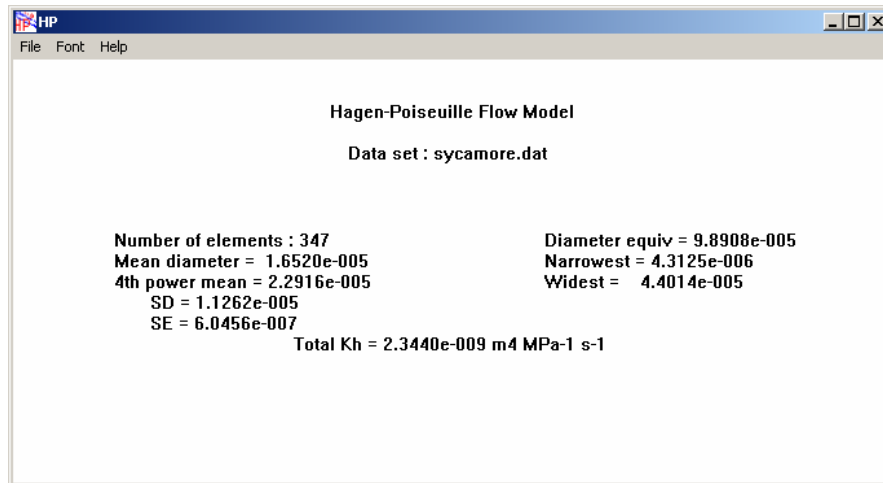 HP
File Font Help
Hagen-Poiseuille Flow Model
Data set : sycamore.dat
Number of elements : 347 Diameter equiv = 9.8908e-005
Mean diameter = 1.6520e-005 Narrowest = 4.3125e-006
4th power mean = 2.2916e-005 Widest = 4.4014e-005
SD = 1.1262e-005
SE = 6.0456e-007
Total Kh = 2.3440e-009 m4 MPa-1 s-1